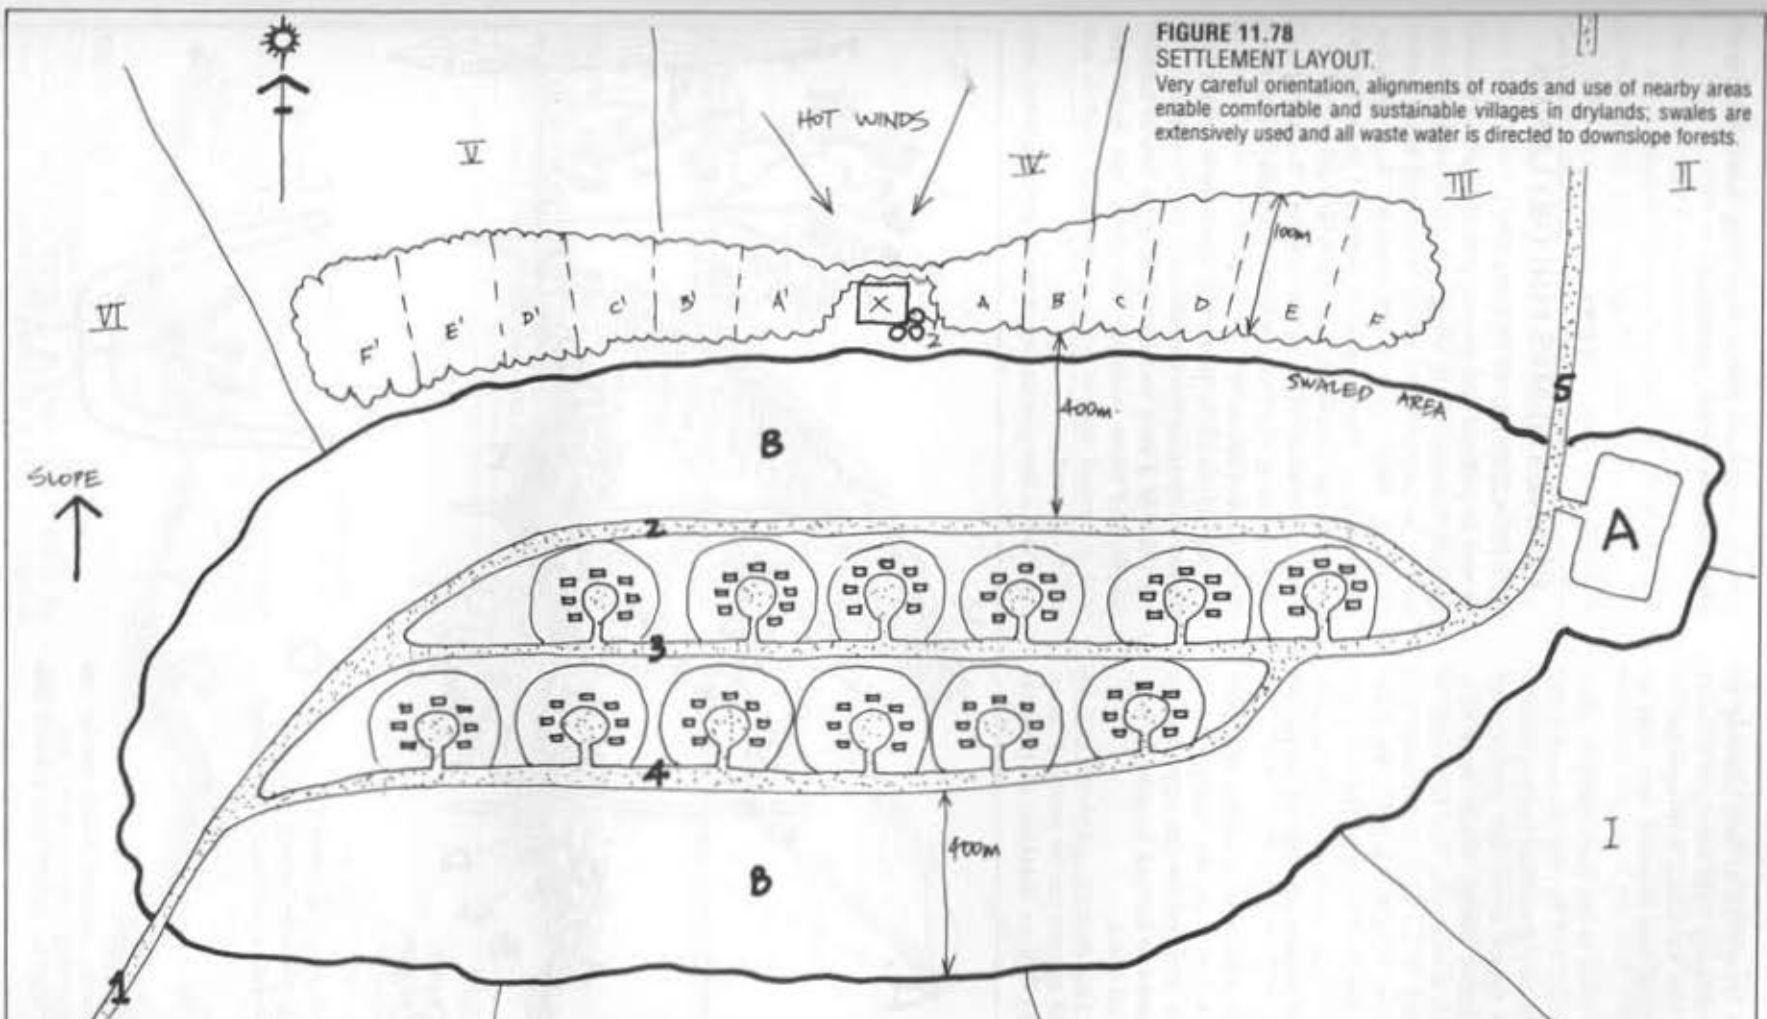 FIGURE 11.78
SETTLEMENT LAYOUT.
Very careful orientation, alignments of roads and use of nearby areas
enable comfortable and sustainable villages in drylands; swales are
extensively used and all waste water is directed to downslope forests.
HOT WINDS
V
IV
III
II
100m
VI
F'
E'
D'
C'
B'
A'
X
A
B
C
D
E
F
2
SWALED AREA
5
400m.
B
SLOPE
A
2
3
4
I
400m
B
1